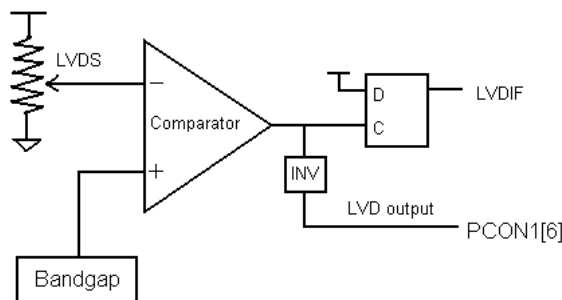 LVDS
−
Comparator
+
Bandgap
D
C
LVDIF
INV
LVD output
PCON1[6]